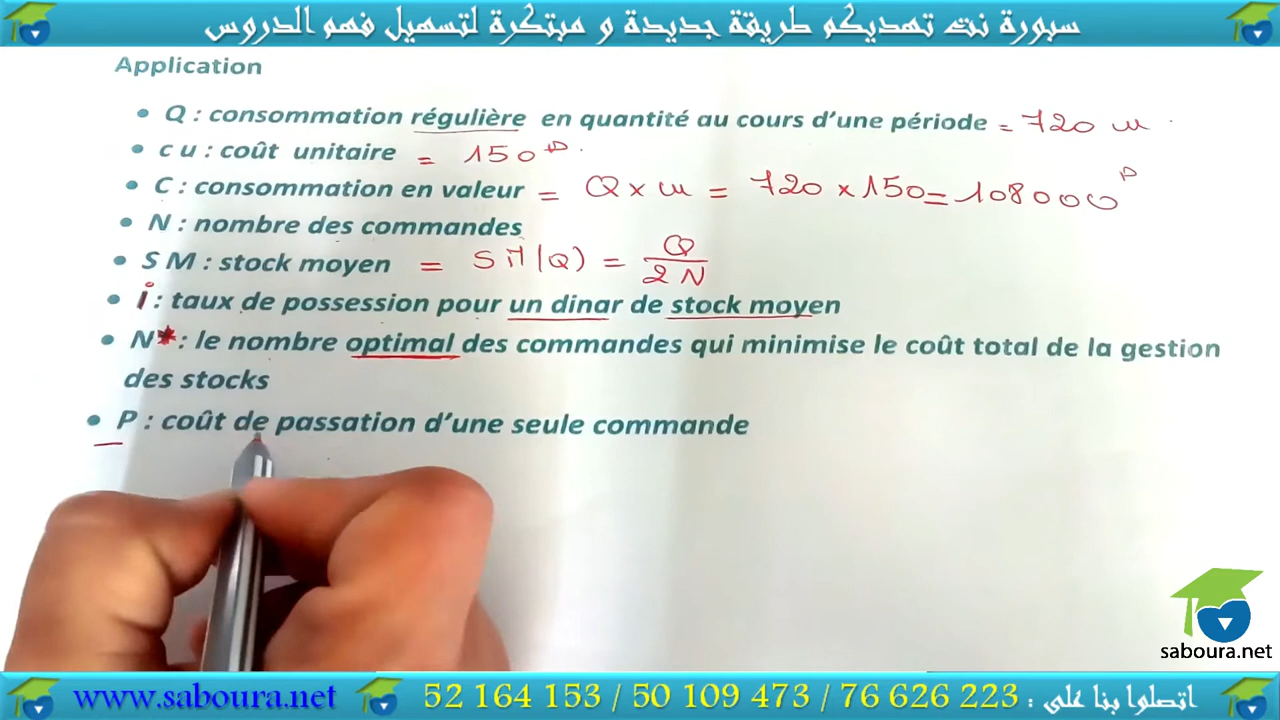 سبورة نت تهديكم طريقة جديدة و مبتكرة لتسهيل فهم الدروس
Application
• Q : consommation régulière en quantité au cours d'une période = 720 u
• c u : coût unitaire = 150 D
• C : consommation en valeur = Q x cu = 720 x 150 = 108000 D
• N : nombre des commandes
• S M : stock moyen = SM(Q) = Q / 2N
• i : taux de possession pour un dinar de stock moyen
• N* : le nombre optimal des commandes qui minimise le coût total de la gestion
des stocks
• P : coût de passation d'une seule commande
saboura.net
www.saboura.net 52 164 153 / 50 109 473 / 76 626 223 : اتصلوا بنا على